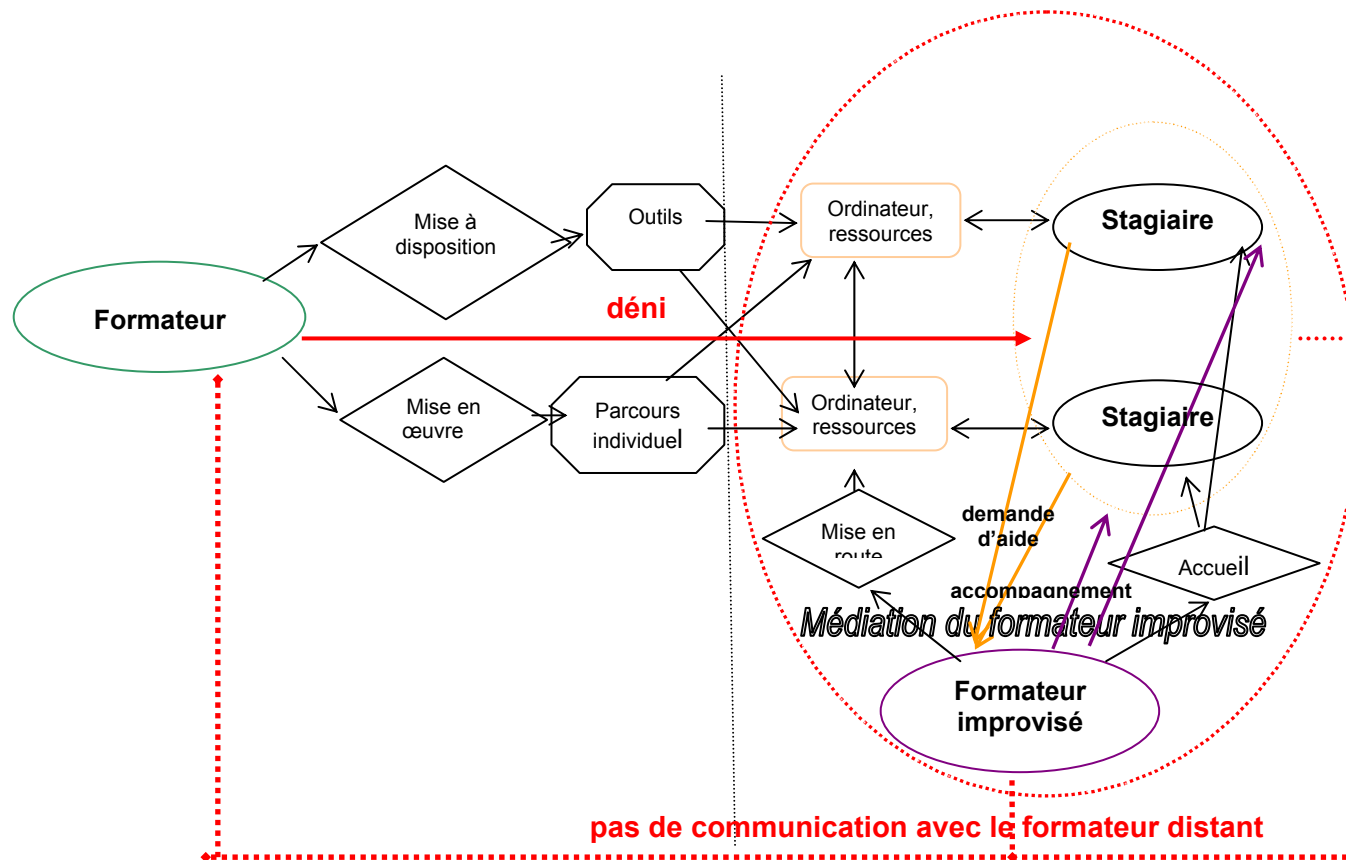 Mise à
disposition
Outils
Ordinateur,
ressources
Stagiaire
Formateur
déni
Mise en
œuvre
Parcours
individuel
Ordinateur,
ressources
Stagiaire
Mise en
route
demande
d'aide
Accueil
accompagnement
Médiation du formateur improvisé
Formateur
improvisé
pas de communication avec le formateur distant